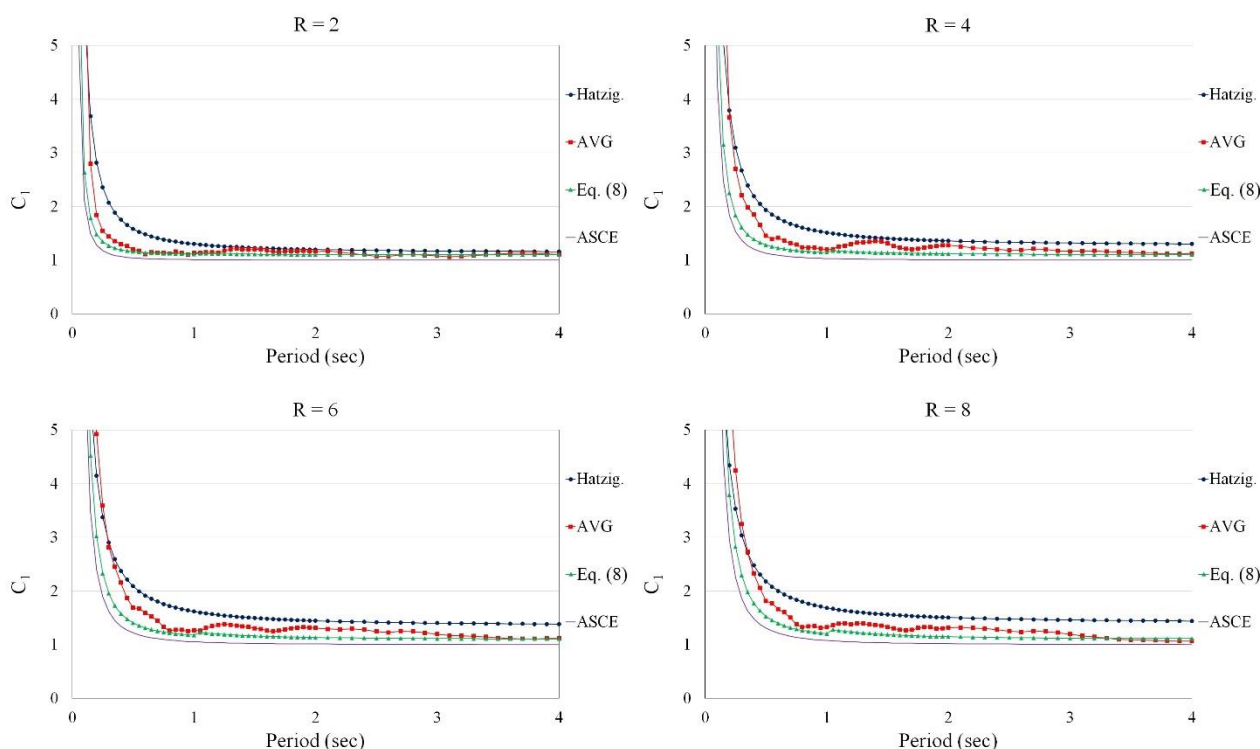 R = 2
5
4
3
2
1
0
C1
0 1 2 3 4
Period (sec)
Hatzig.
AVG
Eq. (8)
ASCE
R = 4
5
4
3
2
1
0
C1
0 1 2 3 4
Period (sec)
Hatzig.
AVG
Eq. (8)
ASCE
R = 6
5
4
3
2
1
0
C1
0 1 2 3 4
Period (sec)
Hatzig.
AVG
Eq. (8)
ASCE
R = 8
5
4
3
2
1
0
C1
0 1 2 3 4
Period (sec)
Hatzig.
AVG
Eq. (8)
ASCE